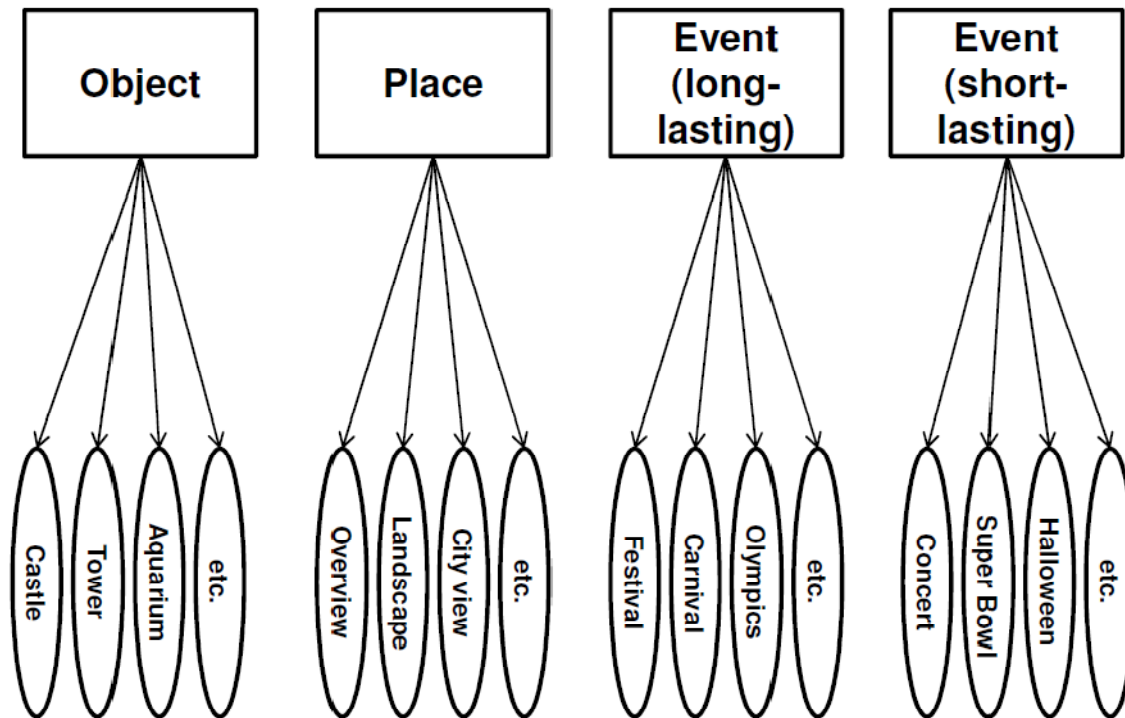 Object
Place
Event
(long-
lasting)
Event
(short-
lasting)
Castle
Tower
Aquarium
etc.
Overview
Landscape
City view
etc.
Festival
Carnival
Olympics
etc.
Concert
Super Bowl
Halloween
etc.